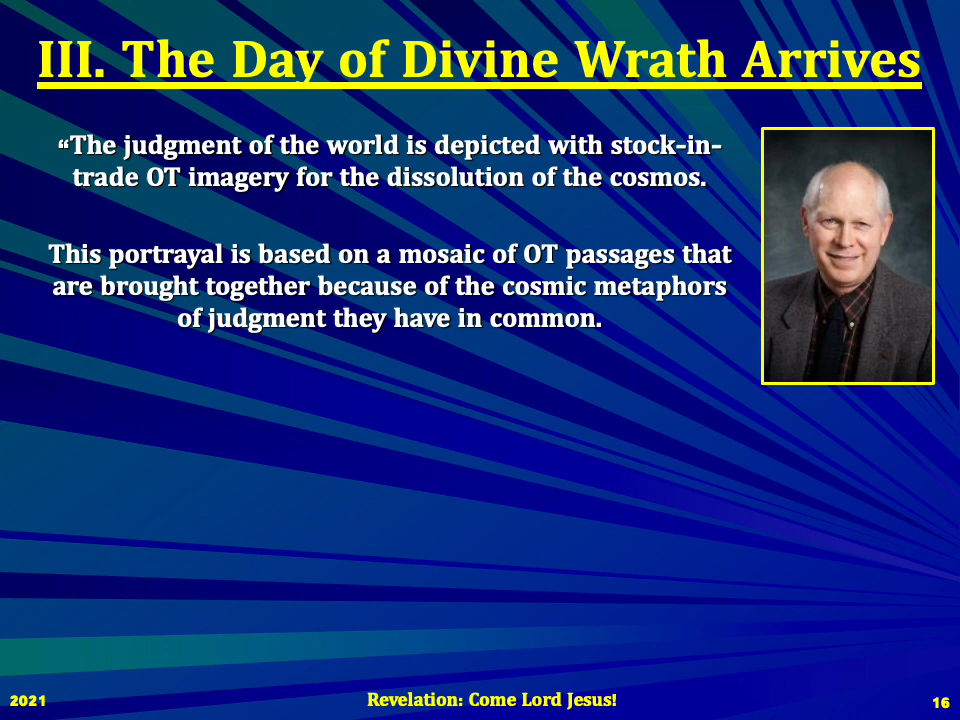 III. The Day of Divine Wrath Arrives
“The judgment of the world is depicted with stock-in-
trade OT imagery for the dissolution of the cosmos.
This portrayal is based on a mosaic of OT passages that
are brought together because of the cosmic metaphors
of judgment they have in common.
2021
Revelation: Come Lord Jesus!
16